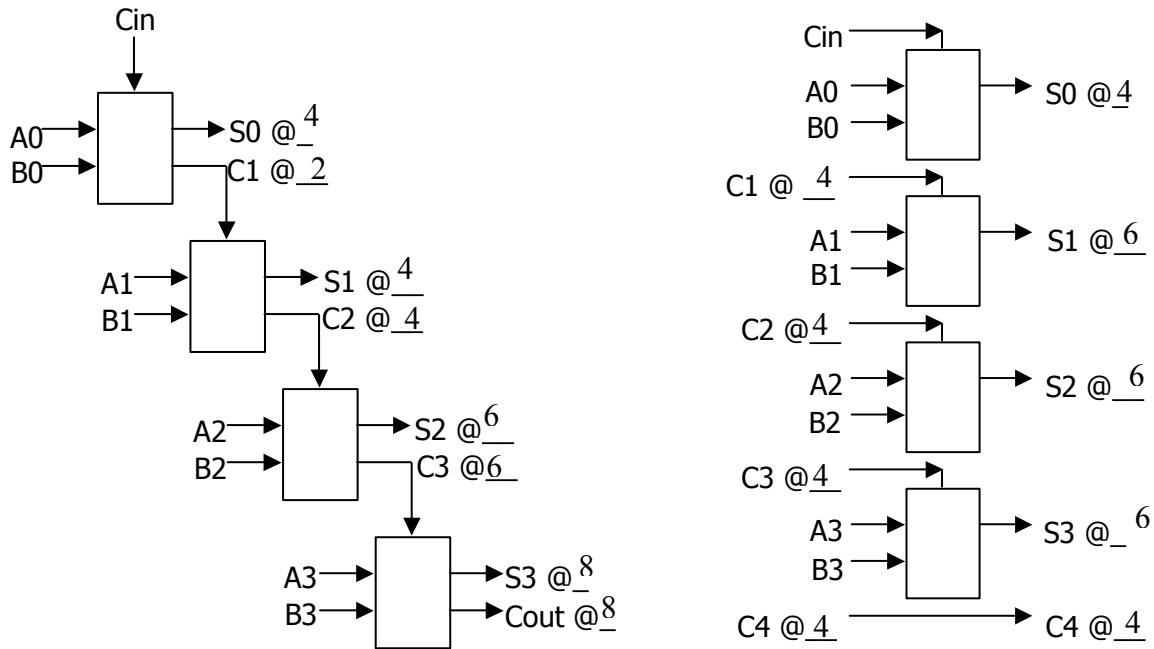 Cin
A0
B0
S0 @ 4
C1 @ 2
A1
B1
S1 @ 4
C2 @ 4
A2
B2
S2 @ 6
C3 @ 6
A3
B3
S3 @ 8
Cout @ 8
Cin
A0
B0
S0 @ 4
C1 @ 4
A1
B1
S1 @ 6
C2 @ 4
A2
B2
S2 @ 6
C3 @ 4
A3
B3
S3 @ 6
C4 @ 4
C4 @ 4